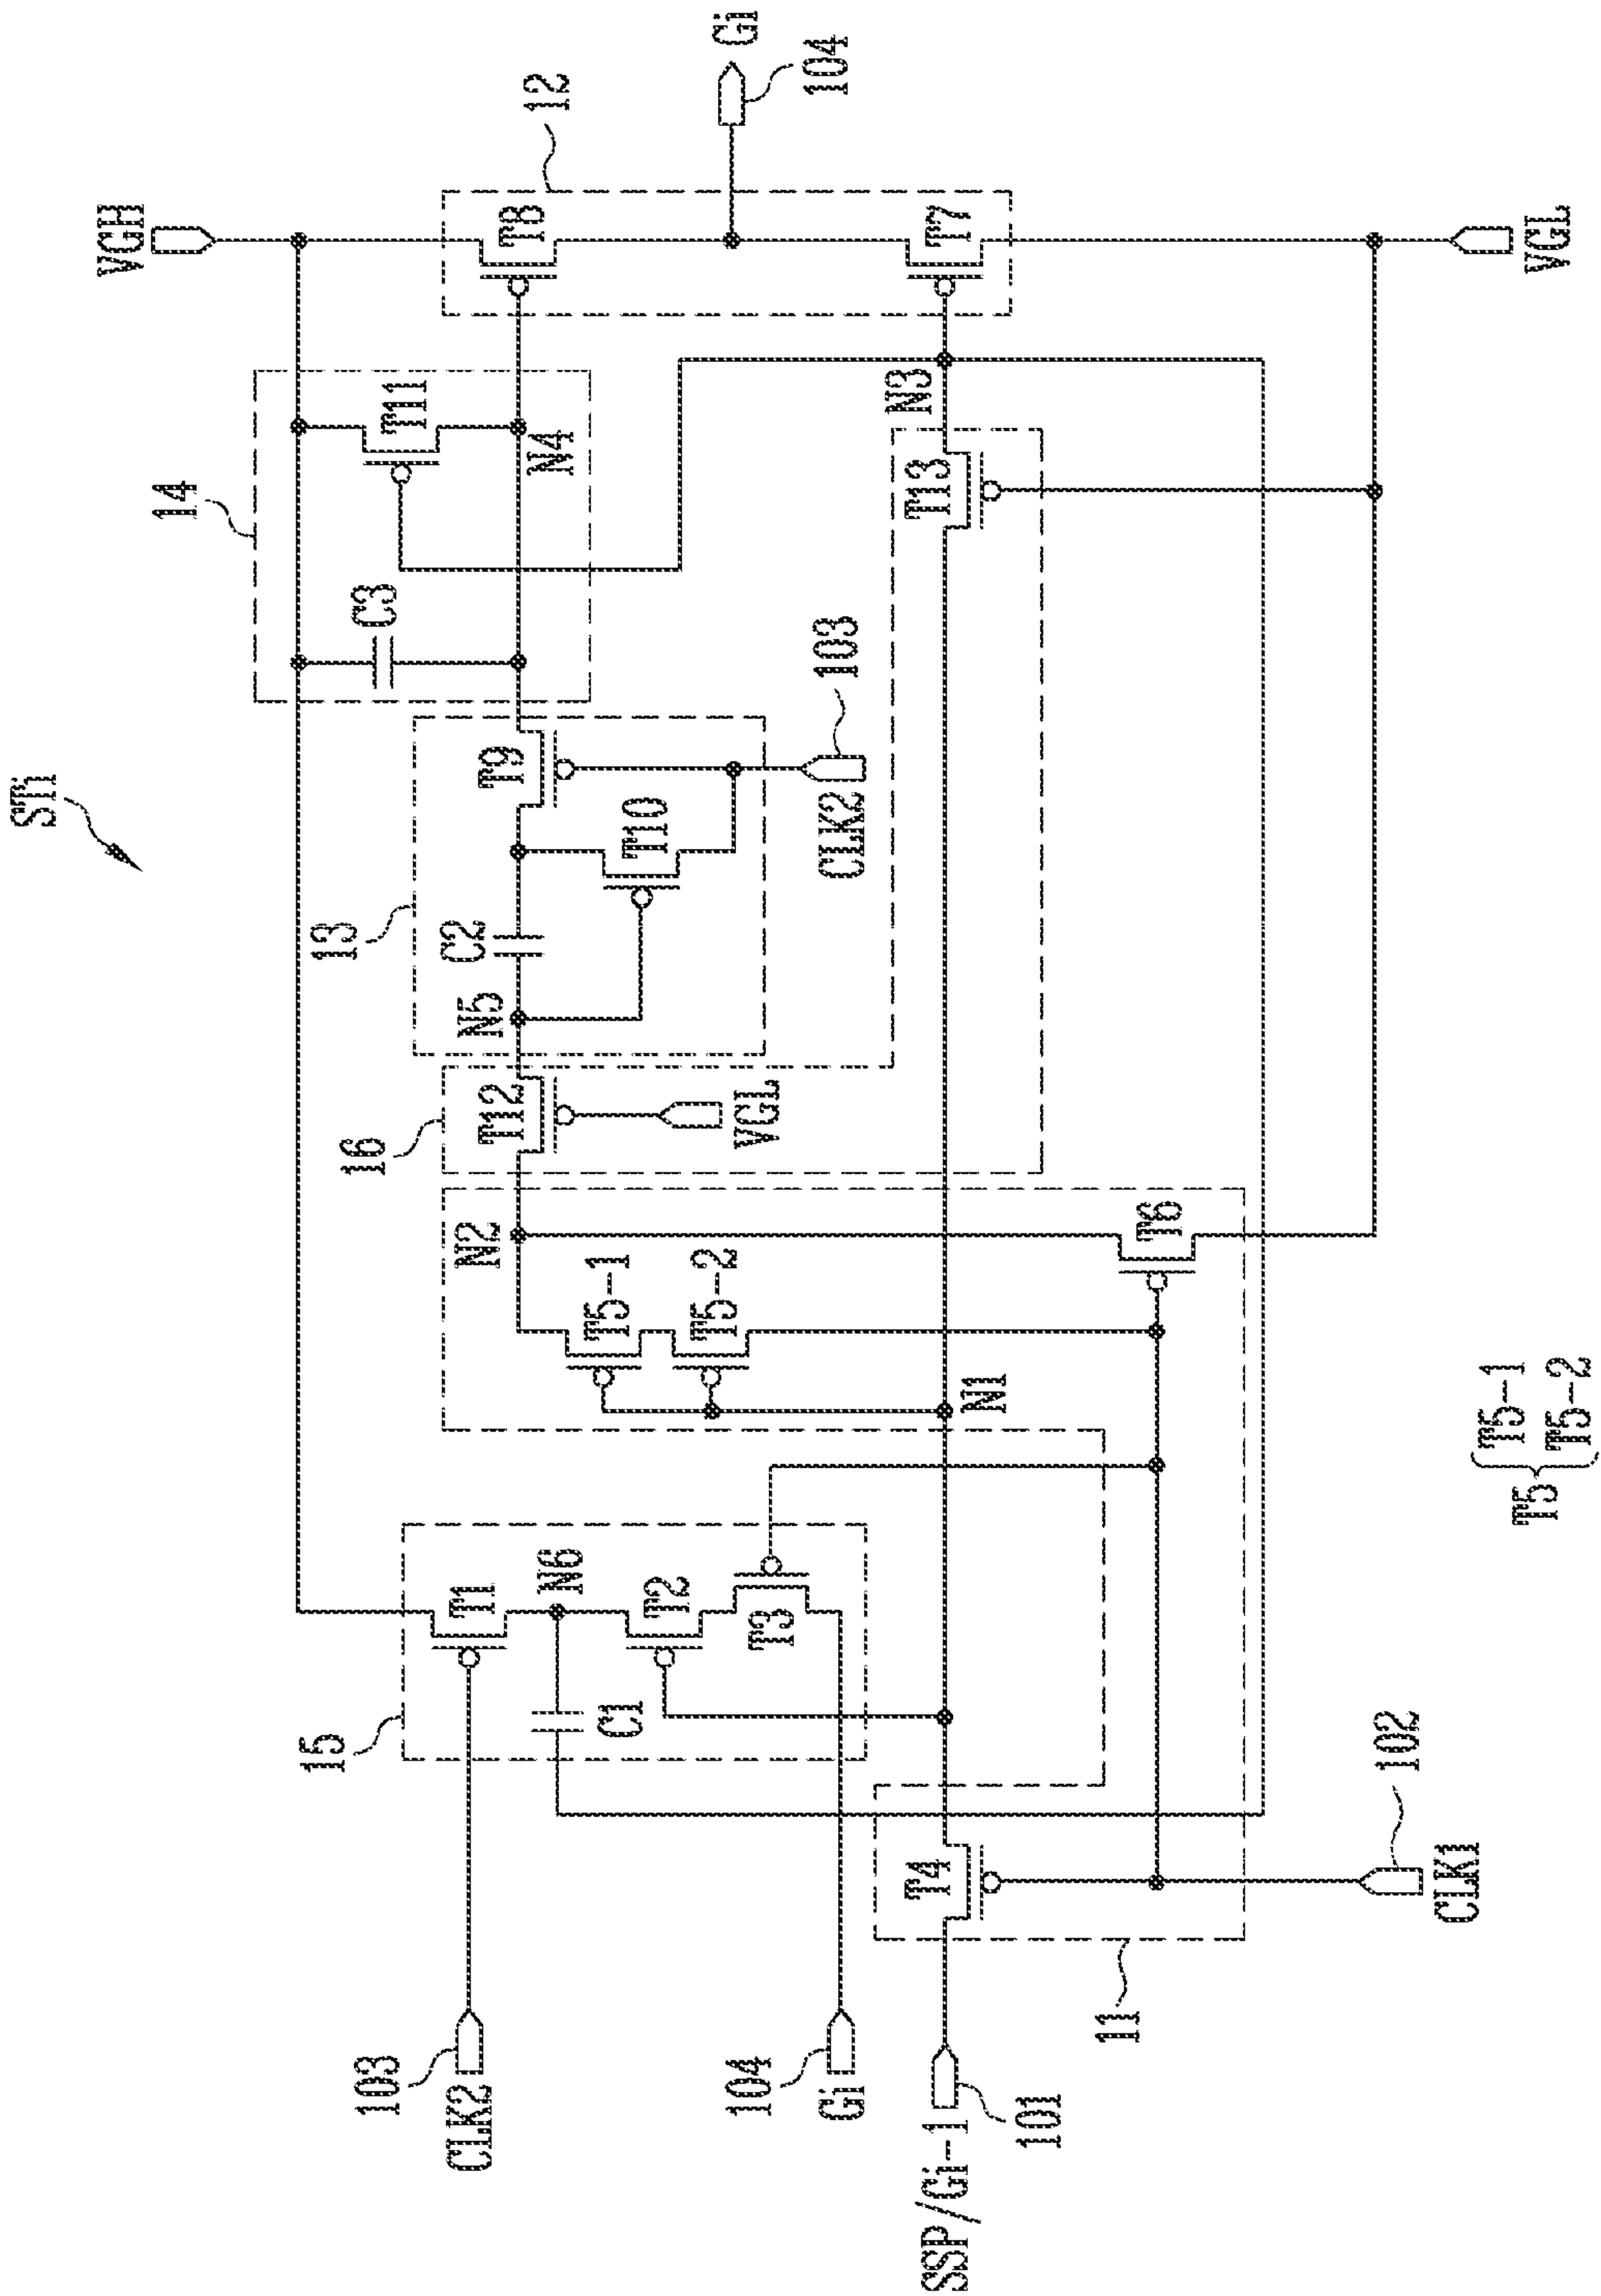 STi
VGH
14
12
C3
T11
T8
N4
Gi
104
15
T1
N6
C1
T2
T3
103
CLK2
104
Gi
13
N5
C2
T9
T10
CLK2
103
16
T12
VGL
N2
T5-1
T5-2
N3
T7
T13
N1
SSP/Gi-1
101
T4
T6
11
CLK1
102
VGL
T5
T5-1
T5-2